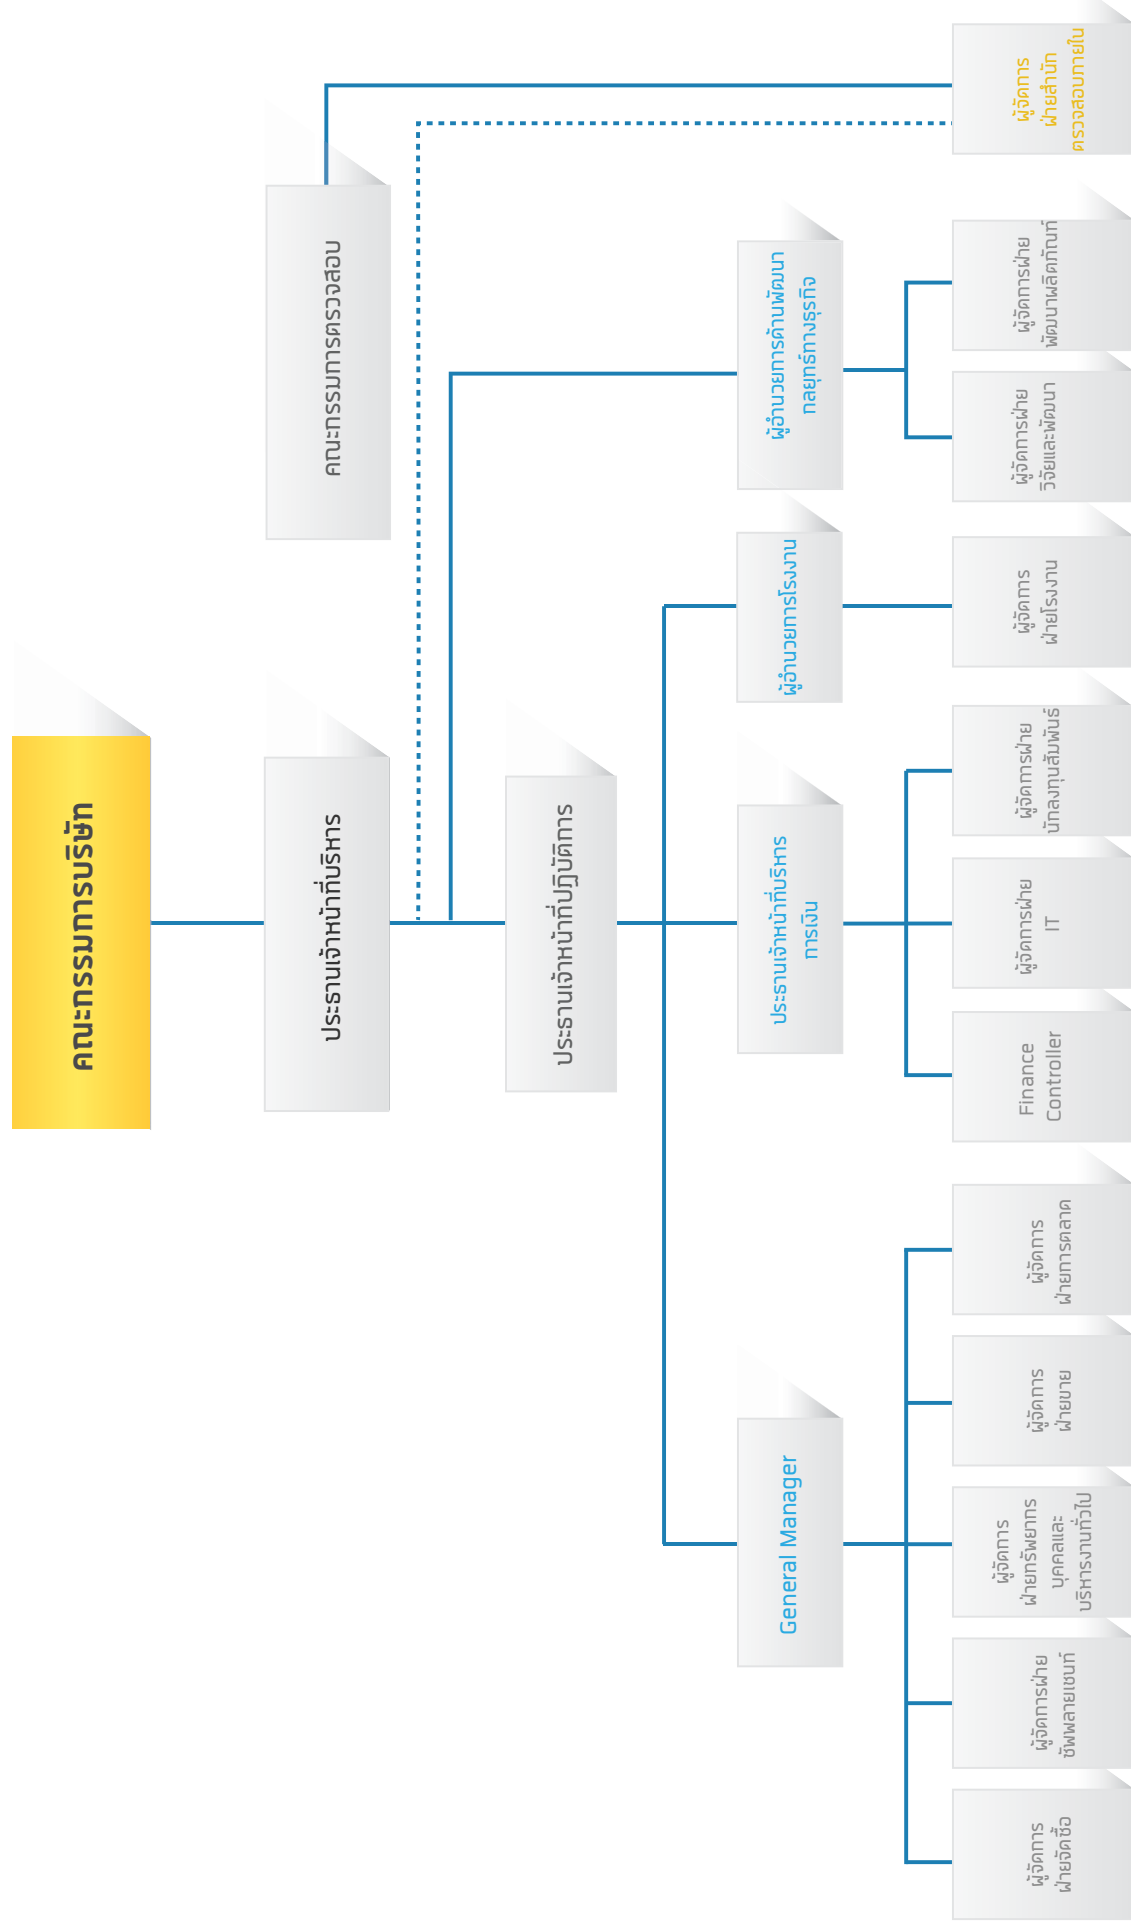 คณะกรรมการบริษัท
คณะกรรมการตรวจสอบ
ประธานเจ้าหน้าที่บริหาร
ประธานเจ้าหน้าที่ปฏิบัติการ
General Manager
ประธานเจ้าหน้าที่บริหาร
การเงิน
ผู้อำนวยการโรงงาน
ผู้อำนวยการด้านพัฒนา
กลยุทธ์ทางธุรกิจ
ผู้จัดการ
ฝ่ายจัดซื้อ
ผู้จัดการฝ่าย
ซัพพลายเชนท์
ผู้จัดการ
ฝ่ายทรัพยากร
บุคคลและ
บริหารงานทั่วไป
ผู้จัดการ
ฝ่ายขาย
ผู้จัดการ
ฝ่ายการตลาด
Finance
Controller
ผู้จัดการฝ่าย
IT
ผู้จัดการฝ่าย
นักลงทุนสัมพันธ์
ผู้จัดการ
ฝ่ายโรงงาน
ผู้จัดการฝ่าย
วิจัยและพัฒนา
ผู้จัดการฝ่าย
พัฒนาผลิตภัณฑ์
ผู้จัดการ
ฝ่ายสำนัก
ตรวจสอบภายใน